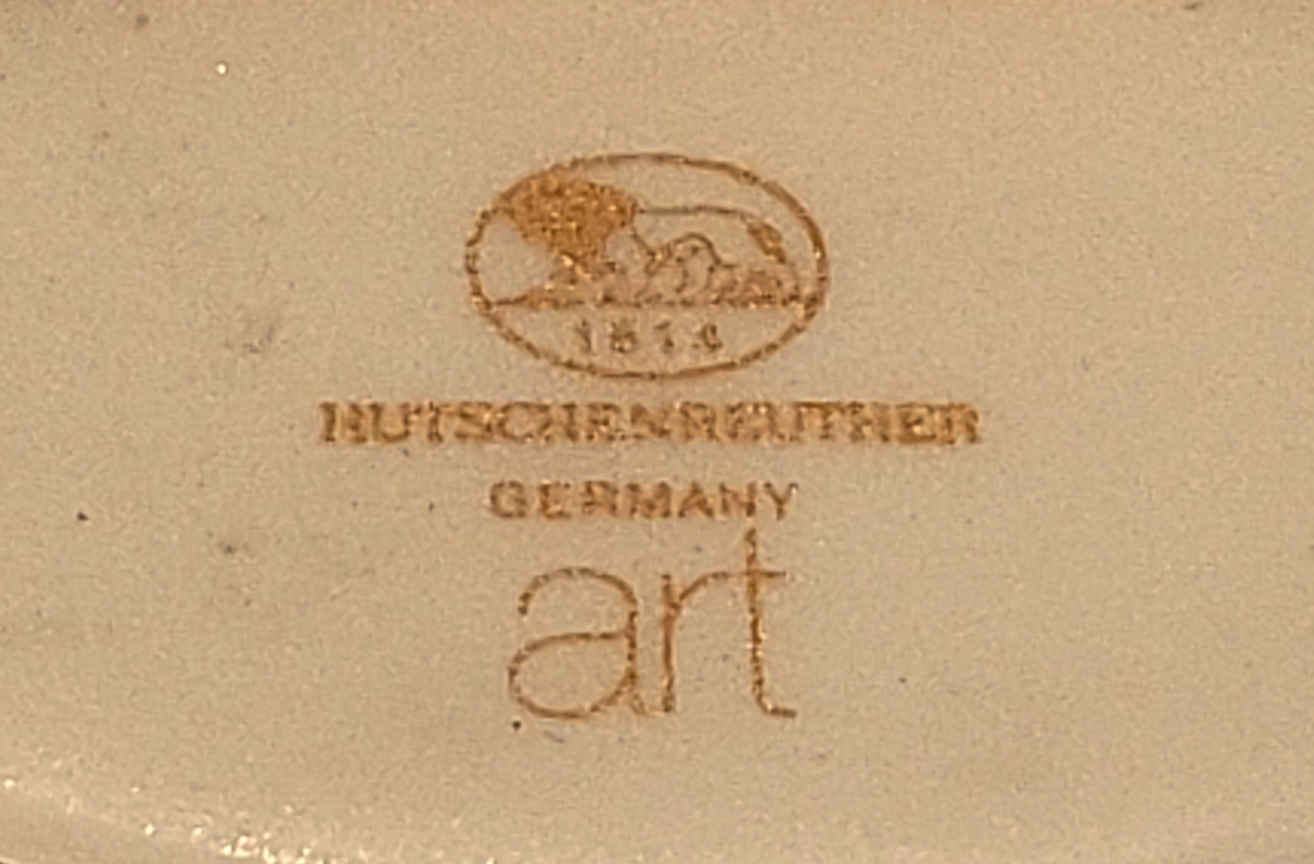 1814
HUTSCHENREUTHER
GERMANY
art